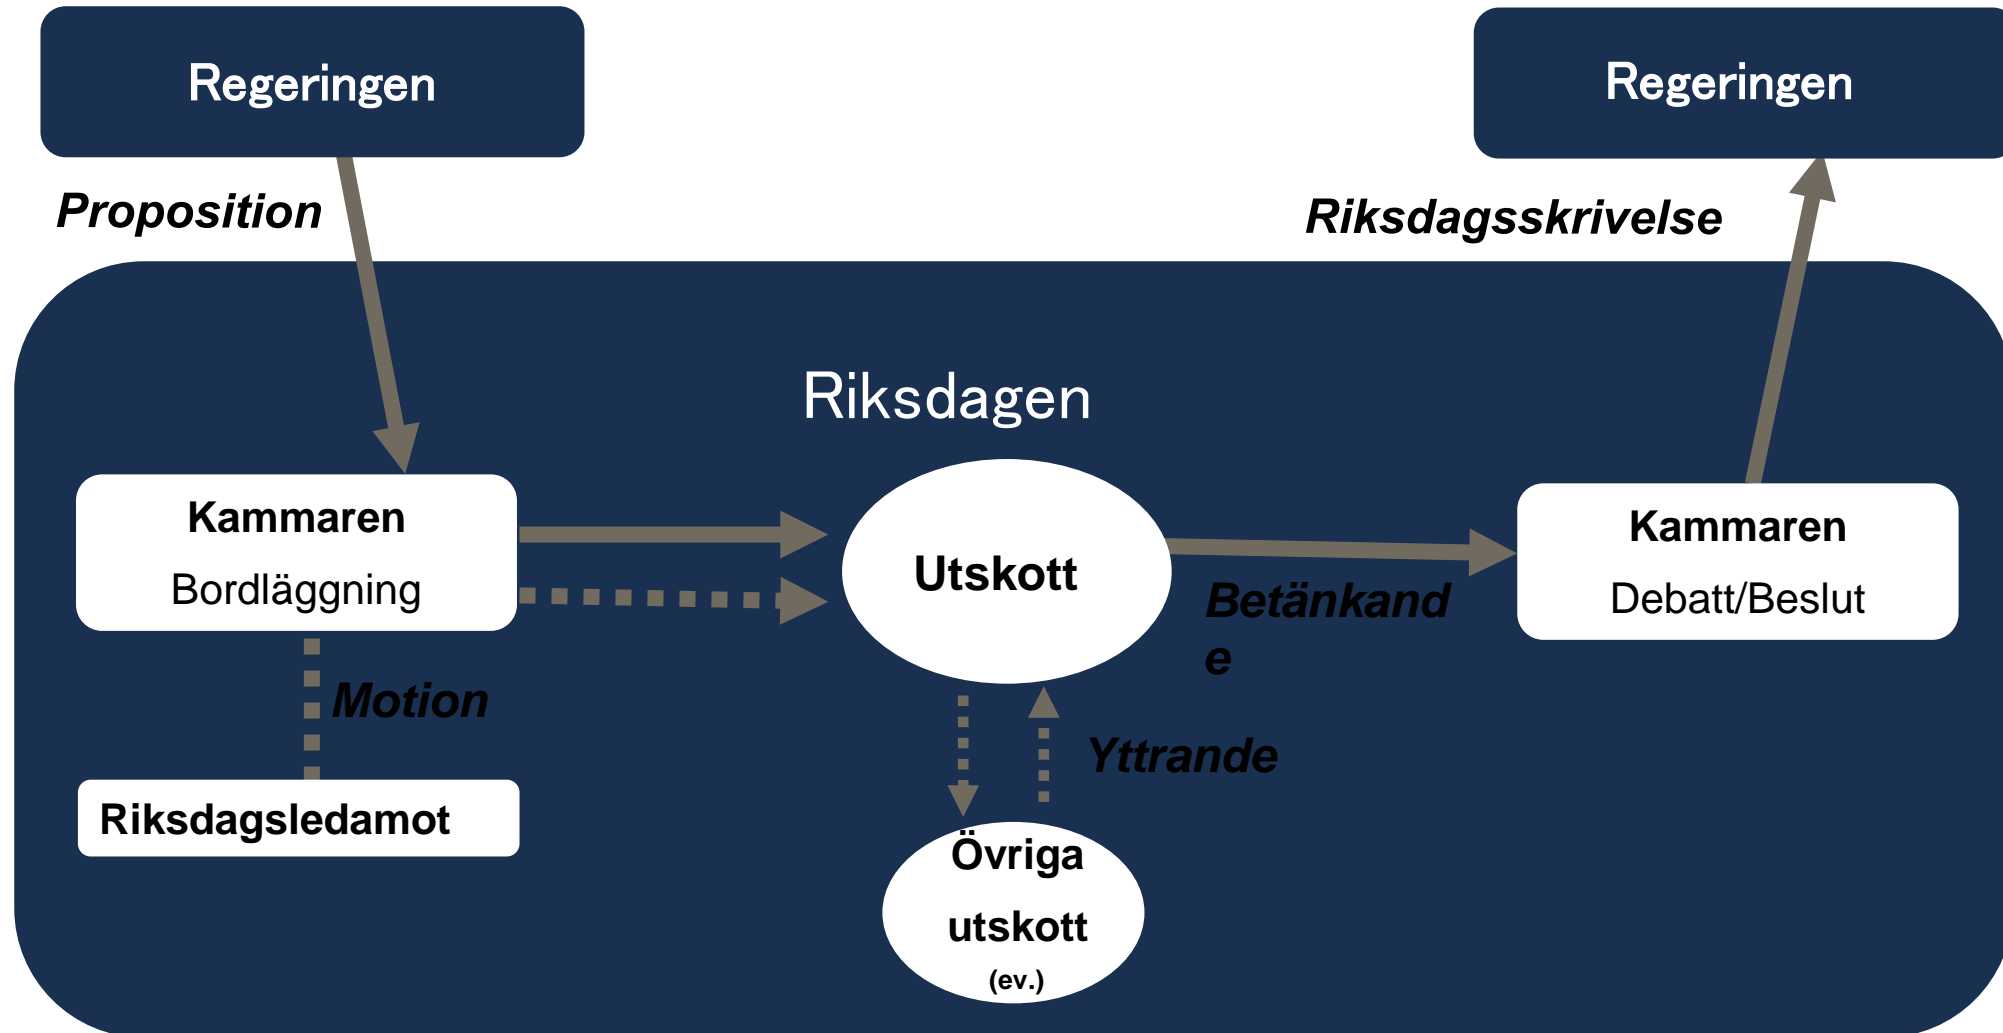 Regeringen
Regeringen
Proposition
Riksdagsskrivelse
Riksdagen
Kammaren
Bordläggning
Utskott
Betänkand
e
Kammaren
Debatt/Beslut
Motion
Yttrande
Riksdagsledamot
Övriga
utskott
(ev.)